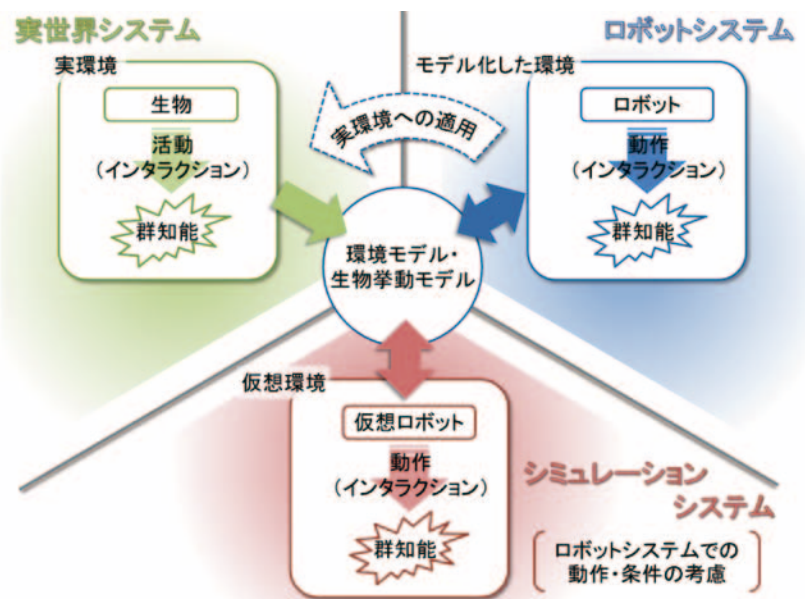 実世界システム
実環境
生物
活動
(インタラクション)
群知能
実環境への適用
ロボットシステム
モデル化した環境
ロボット
動作
(インタラクション)
群知能
環境モデル・
生物挙動モデル
仮想環境
仮想ロボット
動作
(インタラクション)
群知能
シミュレーション
システム
ロボットシステムでの
動作・条件の考慮